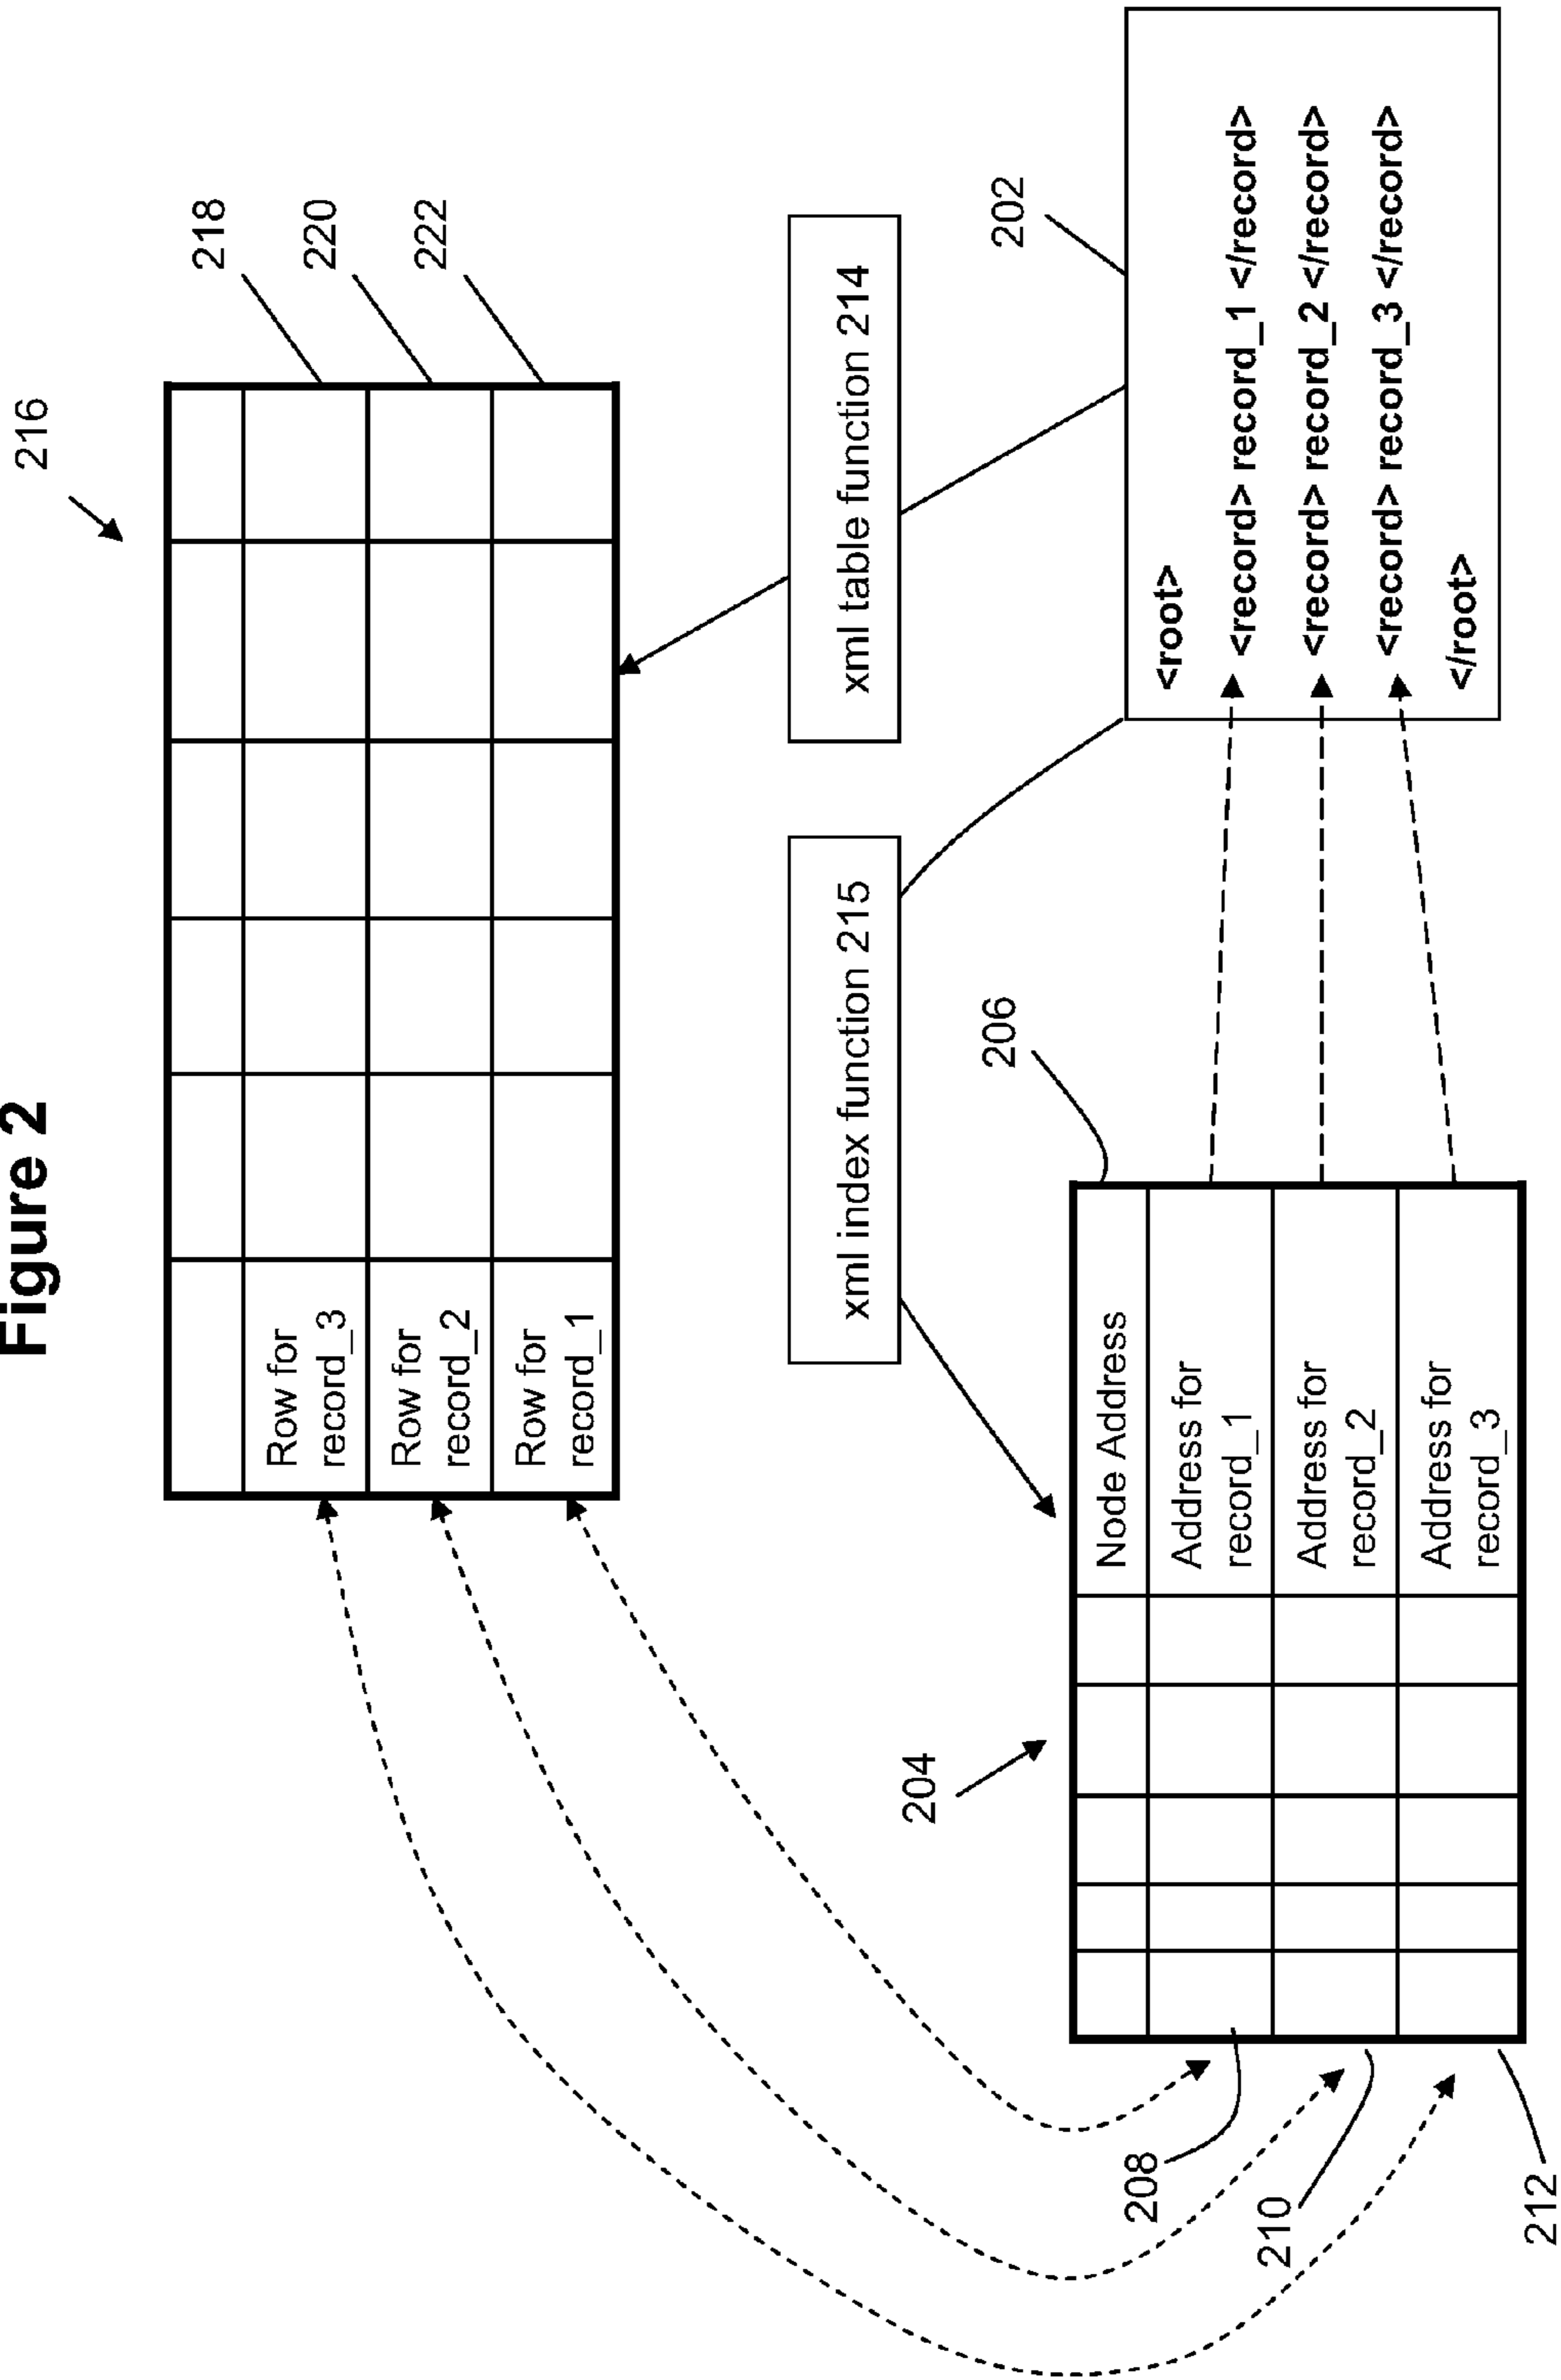 Figure 2
216
218
220
222
Row for
record_3
Row for
record_2
Row for
record_1
xml index function 215
xml table function 214
204
206
202
Node Address
Address for
record_1
Address for
record_2
Address for
record_3
208
210
212
<root>
<record> record_1 </record>
<record> record_2 </record>
<record> record_3 </record>
</root>